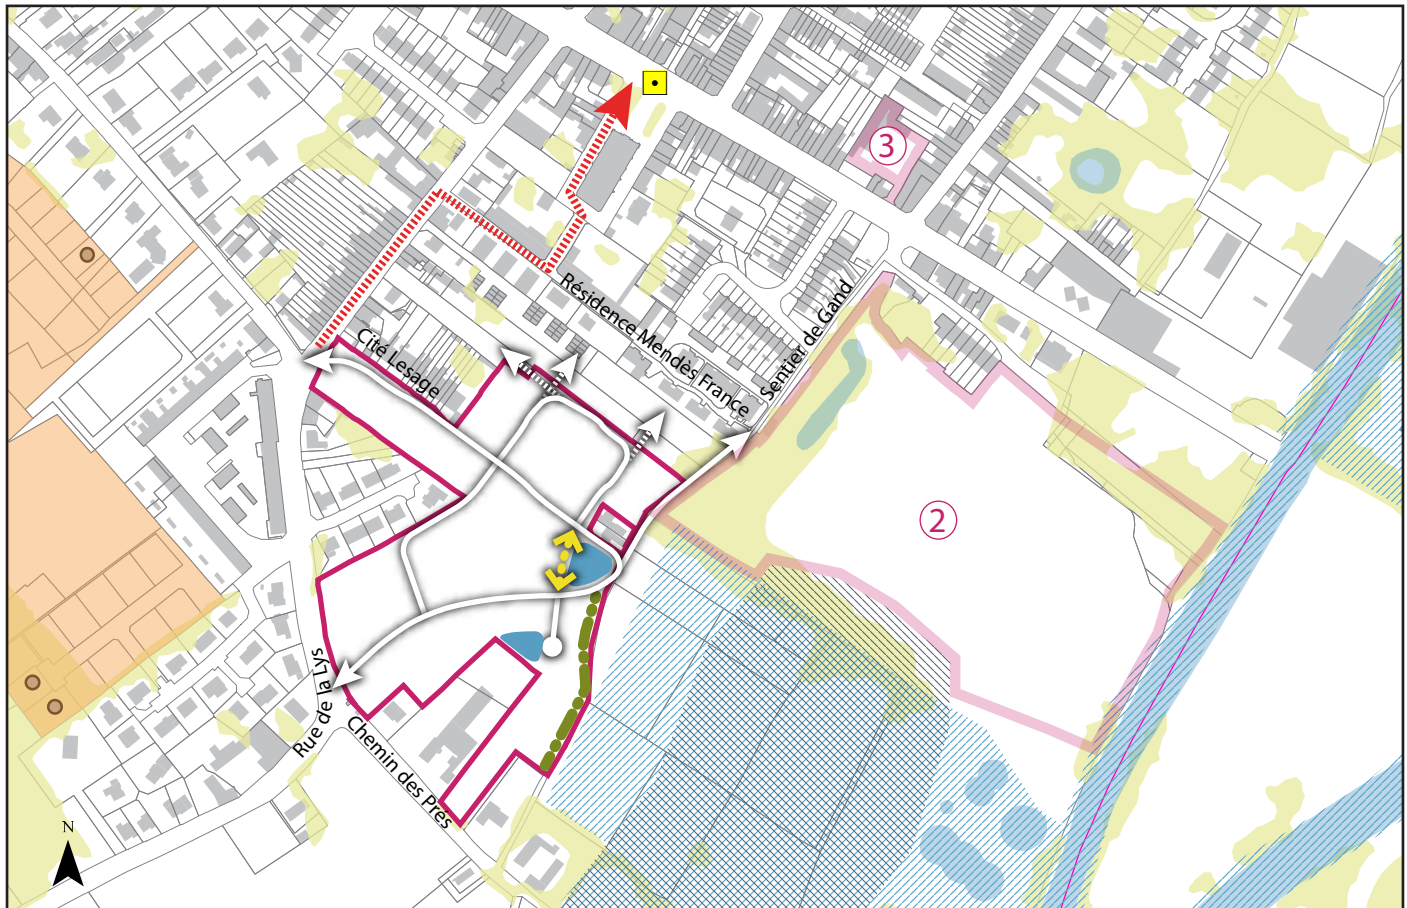 3
Cité Lesage
Résidence Mendès France
Sentier de Gand
2
Rue de la Lys
Chemin des Prés
N